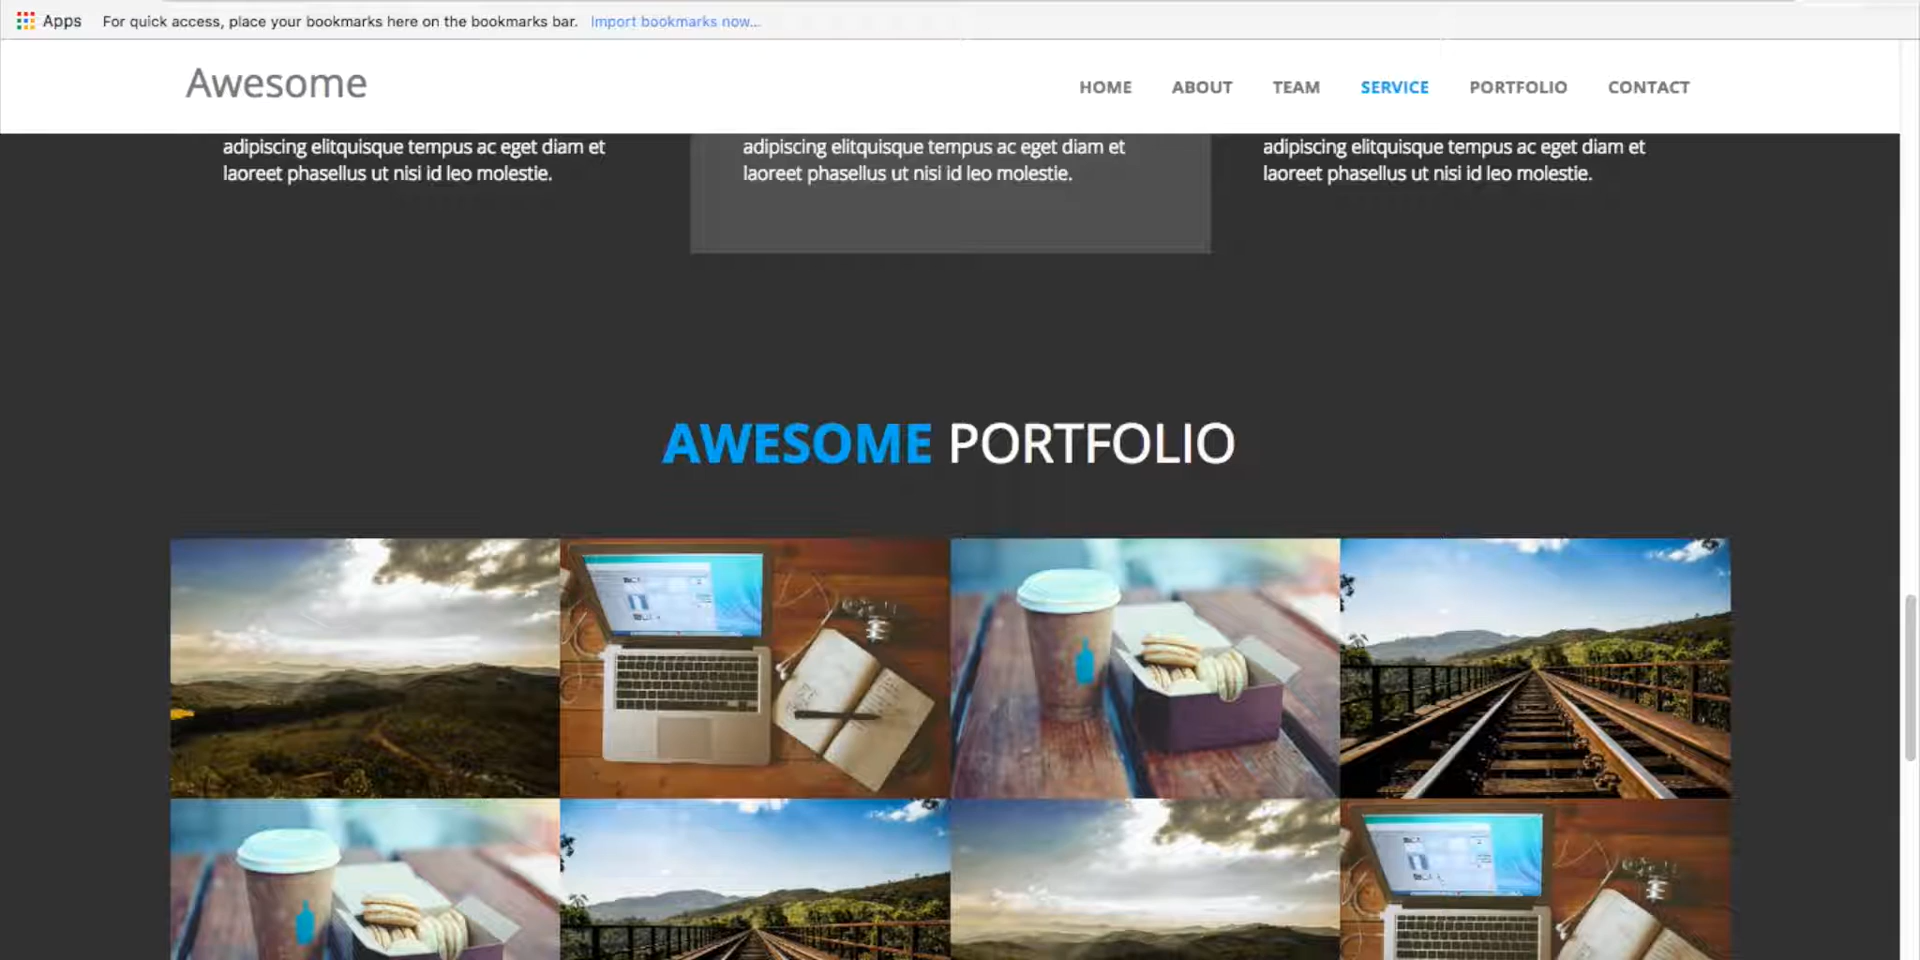 Apps For quick access, place your bookmarks here on the bookmarks bar. Import bookmarks now...
Awesome
HOME ABOUT TEAM SERVICE PORTFOLIO CONTACT
adipiscing elitquisque tempus ac eget diam et
laoreet phasellus ut nisi id leo molestie.
adipiscing elitquisque tempus ac eget diam et
laoreet phasellus ut nisi id leo molestie.
adipiscing elitquisque tempus ac eget diam et
laoreet phasellus ut nisi id leo molestie.
AWESOME PORTFOLIO